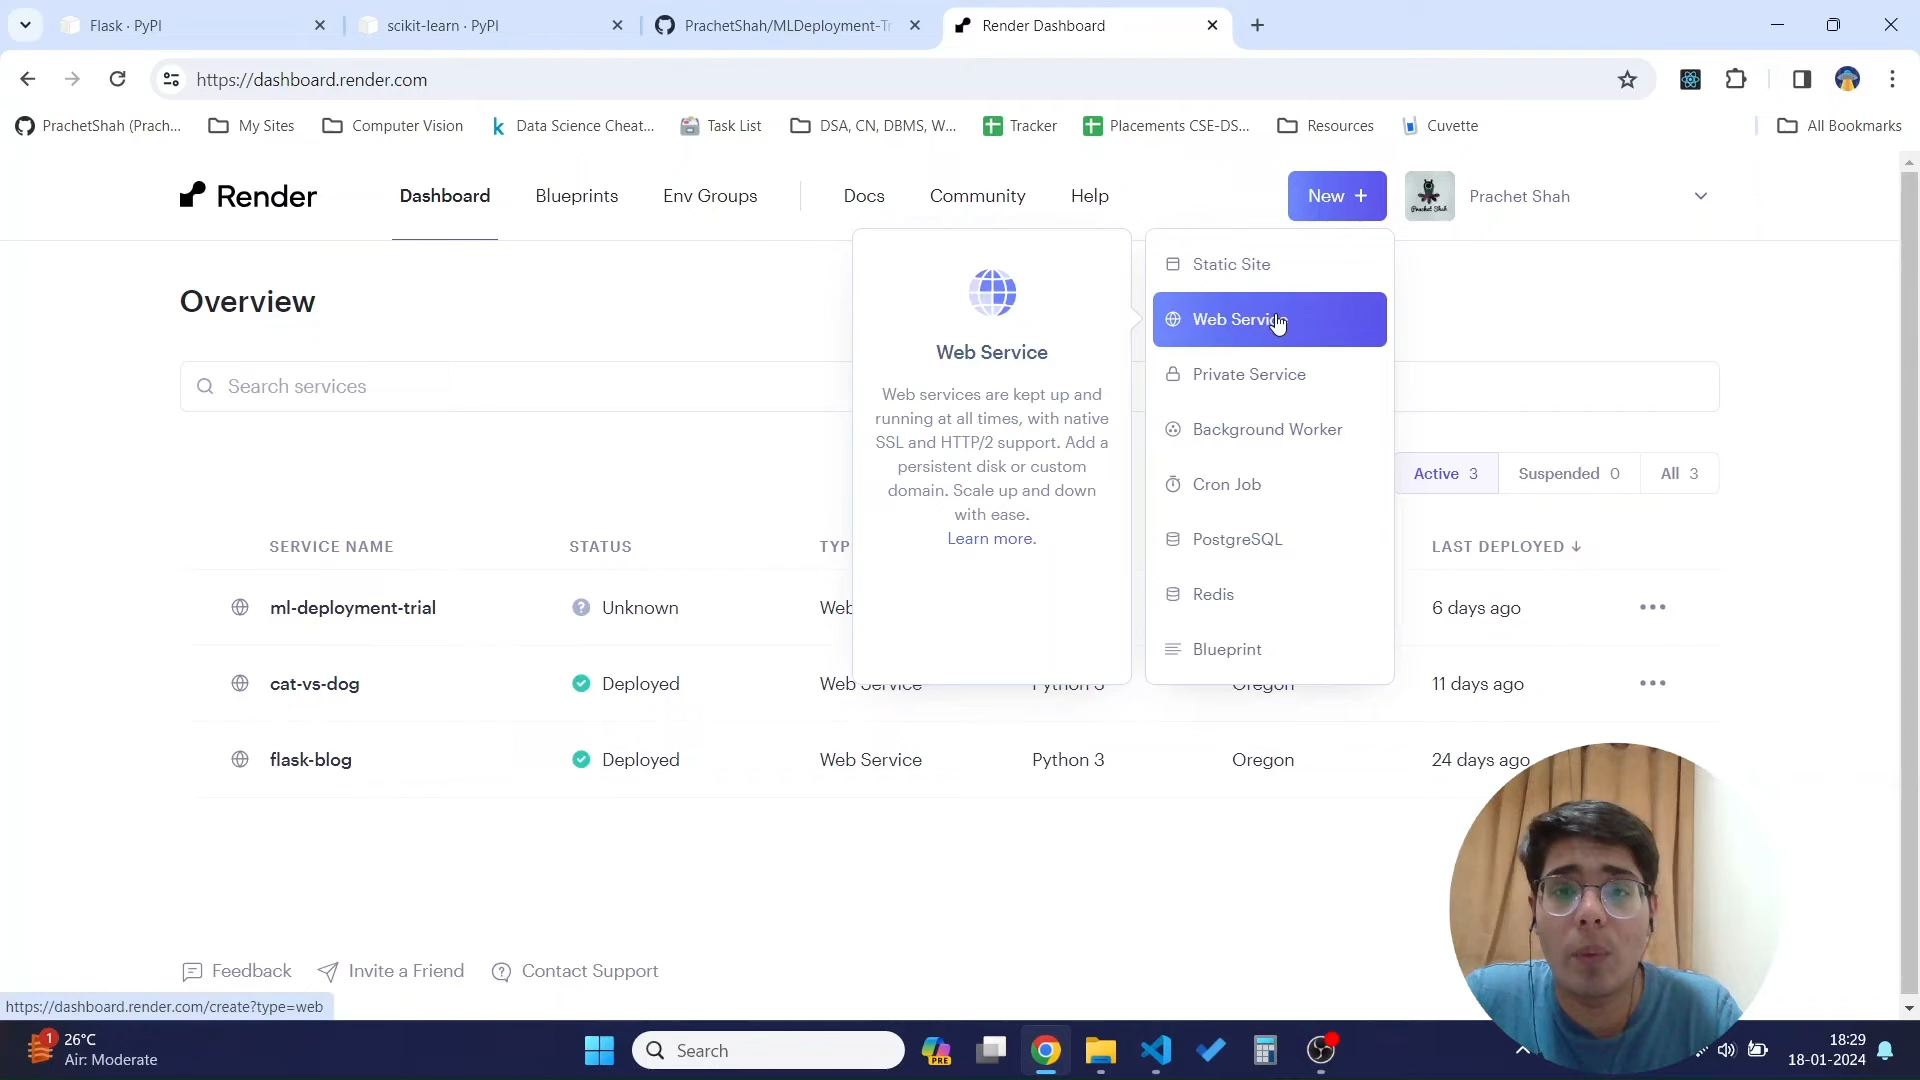 Flask · PyPI
scikit-learn · PyPI
PrachetShah/MLDeployment-Tr
Render Dashboard
https://dashboard.render.com
PrachetShah (Prach...
My Sites
Computer Vision
Data Science Cheat...
Task List
DSA, CN, DBMS, W...
Tracker
Placements CSE-DS...
Resources
Cuvette
All Bookmarks
Render
Dashboard
Blueprints
Env Groups
Docs
Community
Help
New +
Prachet Shah
Overview
Search services
Web Service
Web services are kept up and
running at all times, with native
SSL and HTTP/2 support. Add a
persistent disk or custom
domain. Scale up and down
with ease.
Learn more.
Static Site
Web Service
Private Service
Background Worker
Cron Job
PostgreSQL
Redis
Blueprint
Active 3
Suspended 0
All 3
SERVICE NAME
STATUS
TYP
LAST DEPLOYED ↓
ml-deployment-trial
Unknown
Web
6 days ago
cat-vs-dog
Deployed
Web Service
Python 3
Oregon
11 days ago
flask-blog
Deployed
Web Service
Python 3
Oregon
24 days ago
Feedback
Invite a Friend
Contact Support
https://dashboard.render.com/create?type=web
1
26°C
Air: Moderate
Search
PRE
18:29
18-01-2024